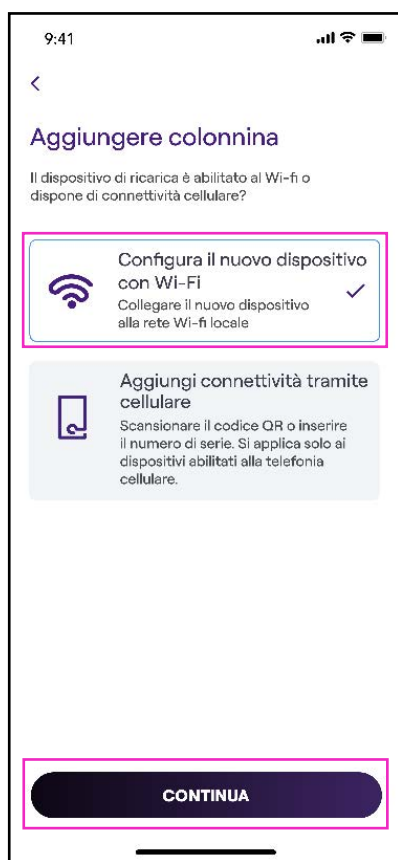 9:41
Aggiungere colonnina
Il dispositivo di ricarica è abilitato al Wi-fi o
dispone di connettività cellulare?
Configura il nuovo dispositivo
con Wi-Fi
Collegare il nuovo dispositivo
alla rete Wi-fi locale
Aggiungi connettività tramite
cellulare
Scansionare il codice QR o inserire
il numero di serie. Si applica solo ai
dispositivi abilitati alla telefonia
cellulare.
CONTINUA